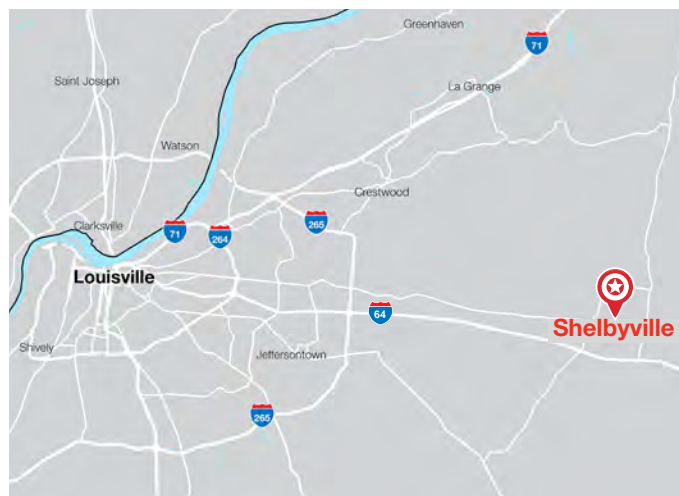 Greenhaven
71
Saint Joseph
La Grange
Watson
Crestwood
Clarksville
71
264
265
Louisville
64
Shelbyville
Shively
Jeffersontown
265